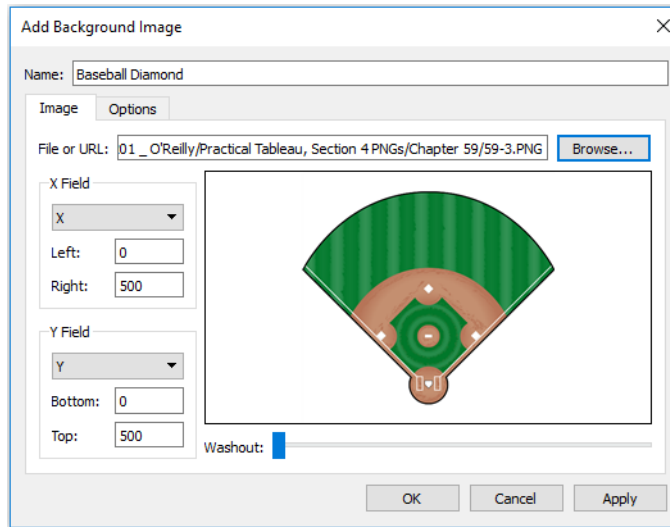 Add Background Image
Name: Baseball Diamond
Image Options
File or URL: 01 _ O'Reilly/Practical Tableau, Section 4 PNGs/Chapter 59/59-3.PNG Browse...
X Field
X
Left: 0
Right: 500
Y Field
Y
Bottom: 0
Top: 500
Washout:
OK Cancel Apply